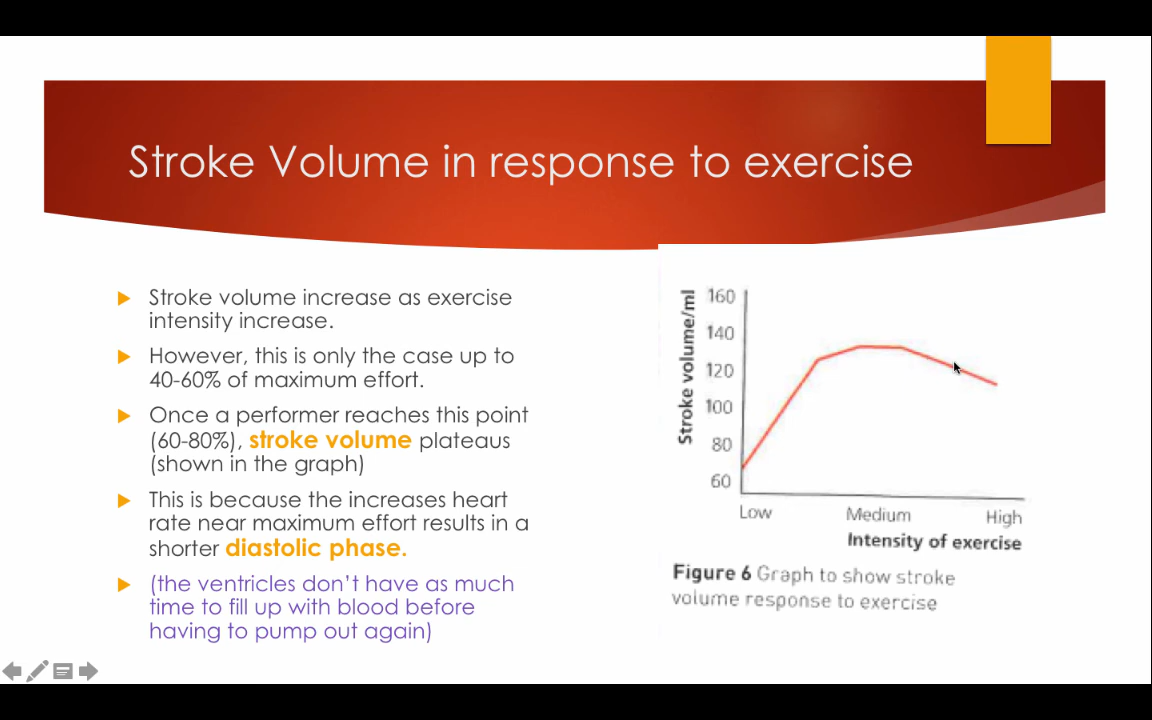 Stroke Volume in response to exercise
Stroke volume increase as exercise
intensity increase.
However, this is only the case up to
40-60% of maximum effort.
Once a performer reaches this point
(60-80%), stroke volume plateaus
(shown in the graph)
This is because the increases heart
rate near maximum effort results in a
shorter diastolic phase.
(the ventricles don't have as much
time to fill up with blood before
having to pump out again)
Stroke volume/ml
160
140
120
100
80
60
Low Medium High
Intensity of exercise
Figure 6 Graph to show stroke
volume response to exercise